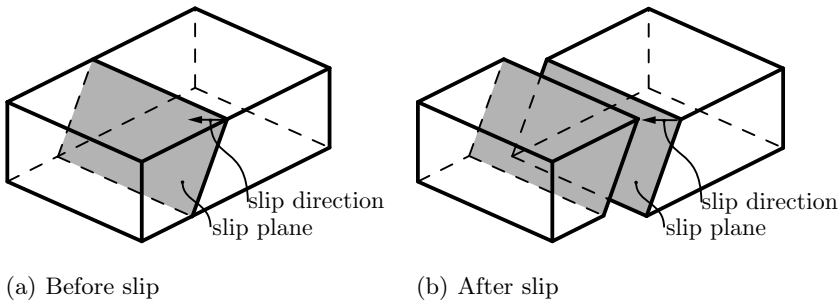 slip direction
slip plane
slip direction
slip plane
(a) Before slip
(b) After slip